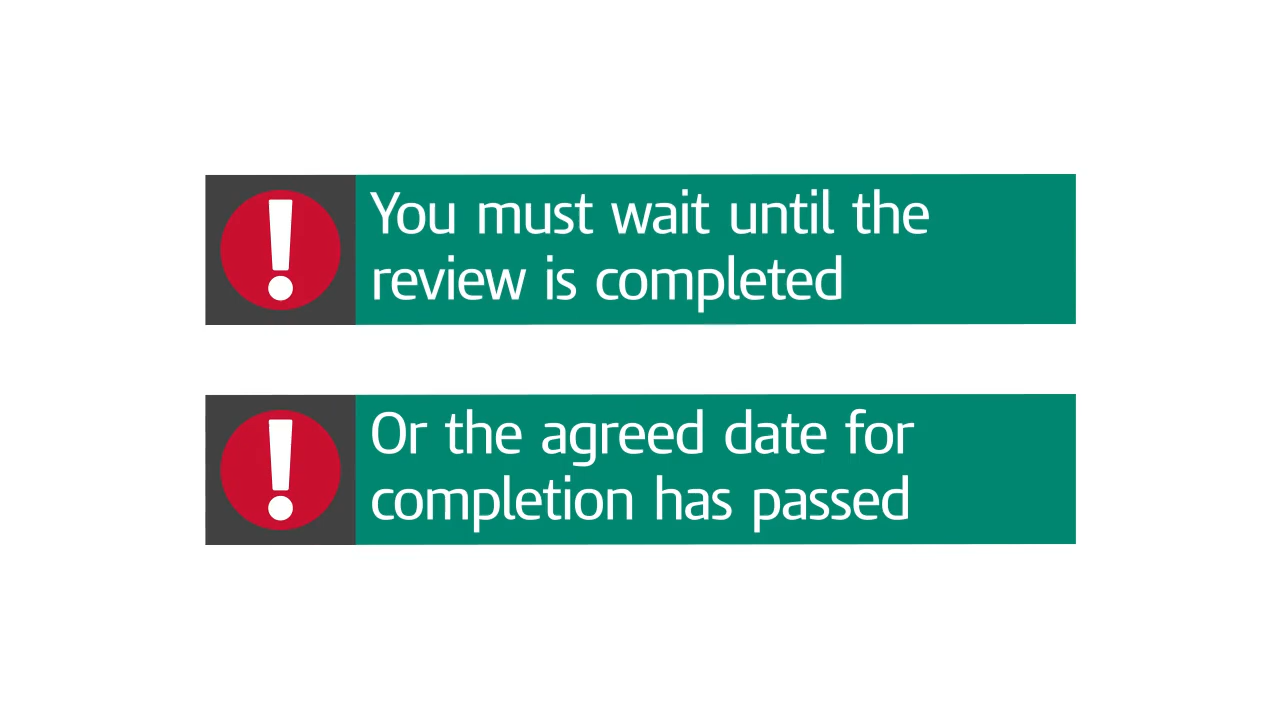 You must wait until the
review is completed
Or the agreed date for
completion has passed